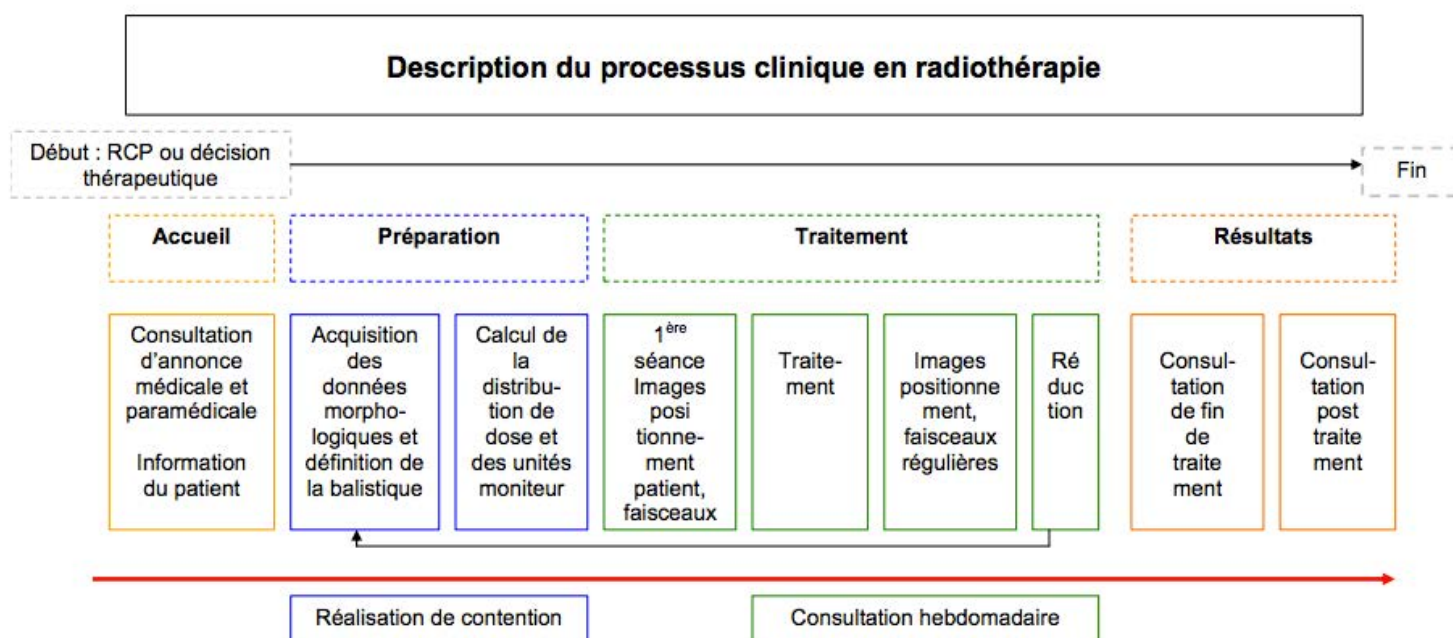 Description du processus clinique en radiothérapie
Début : RCP ou décision
thérapeutique
Fin
Accueil
Préparation
Traitement
Résultats
Consultation
d'annonce
médicale et
paramédicale
Information
du patient
Acquisition
des
données
morpho-
logiques et
définition de
la balistique
Calcul de
la
distribu-
tion de
dose et
des unités
moniteur
1ère
séance
Images
posi
tionne-
ment
patient,
faisceaux
Traite-
ment
Images
positionne
ment,
faisceaux
régulières
Ré
duc
tion
Consul-
tation
de fin
de
traite
ment
Consul-
tation
post
traite
ment
Réalisation de contention
Consultation hebdomadaire